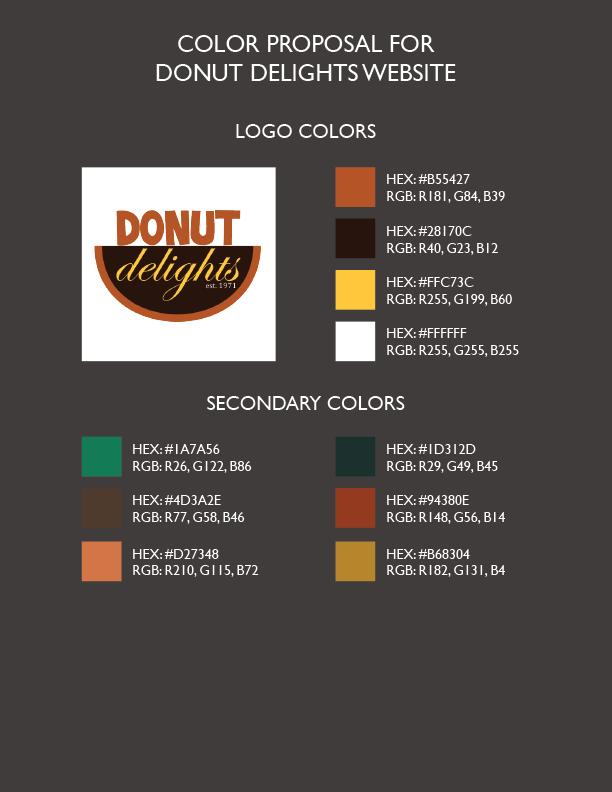 COLOR PROPOSAL FOR
DONUT DELIGHTS WEBSITE
LOGO COLORS
DONUT
delights
est. 1971
HEX: #B55427
RGB: R181, G84, B39
HEX: #28170C
RGB: R40, G23, B12
HEX: #FFC73C
RGB: R255, G199, B60
HEX: #FFFFFF
RGB: R255, G255, B255
SECONDARY COLORS
HEX: #1A7A56
RGB: R26, G122, B86
HEX: #4D3A2E
RGB: R77, G58, B46
HEX: #D27348
RGB: R210, G115, B72
HEX: #1D312D
RGB: R29, G49, B45
HEX: #94380E
RGB: R148, G56, B14
HEX: #B68304
RGB: R182, G131, B4